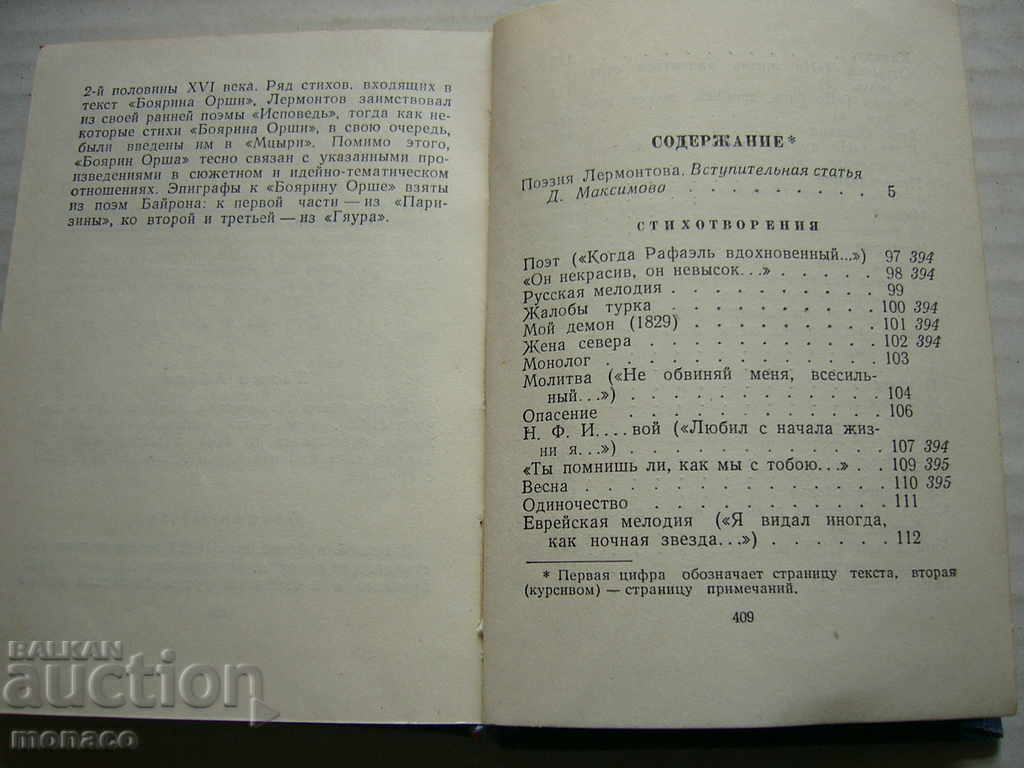 2-й половины XVI века. Ряд стихов, входящих в
текст «Боярина Орши», Лермонтов заимствовал
из своей ранней поэмы «Исповедь», тогда как не-
которые стихи «Боярина Орши», в свою очередь,
были введены им в «Мцыри». Помимо этого,
«Боярин Орша» тесно связан с указанными про-
изведениями в сюжетном и идейно-тематическом
отношениях. Эпиграфы к «Боярину Орше» взяты
из поэм Байрона: к первой части — из «Пари-
зины», ко второй и третьей — из «Гяура».
СОДЕРЖАНИЕ*
Поэзия Лермонтова. Вступительная статья
Д. Максимова . . . . . . . . . 5
СТИХОТВОРЕНИЯ
Поэт («Когда Рафаэль вдохновенный...») 97 394
«Он некрасив, он невысок...» . . . . . 98 394
Русская мелодия . . . . . . . . . . 99
Жалобы турка . . . . . . . . . . 100 394
Мой демон (1829) . . . . . . . . . 101 394
Жена севера . . . . . . . . . . . 102 394
Монолог . . . . . . . . . . . . . 103
Молитва («Не обвиняй меня, всесиль-
ный...») . . . . . . . . . . . . 104
Опасение . . . . . . . . . . . . 106
Н. Ф. И....вой («Любил с начала жиз-
ни я...») . . . . . . . . . . . 107 394
«Ты помнишь ли, как мы с тобою...» . . 109 395
Весна . . . . . . . . . . . . . 110 395
Одиночество . . . . . . . . . . . 111
Еврейская мелодия («Я видал иногда,
как ночная звезда...») . . . . . . 112
* Первая цифра обозначает страницу текста, вторая
(курсивом) — страницу примечаний.
409
BALKAN
auction
monaco